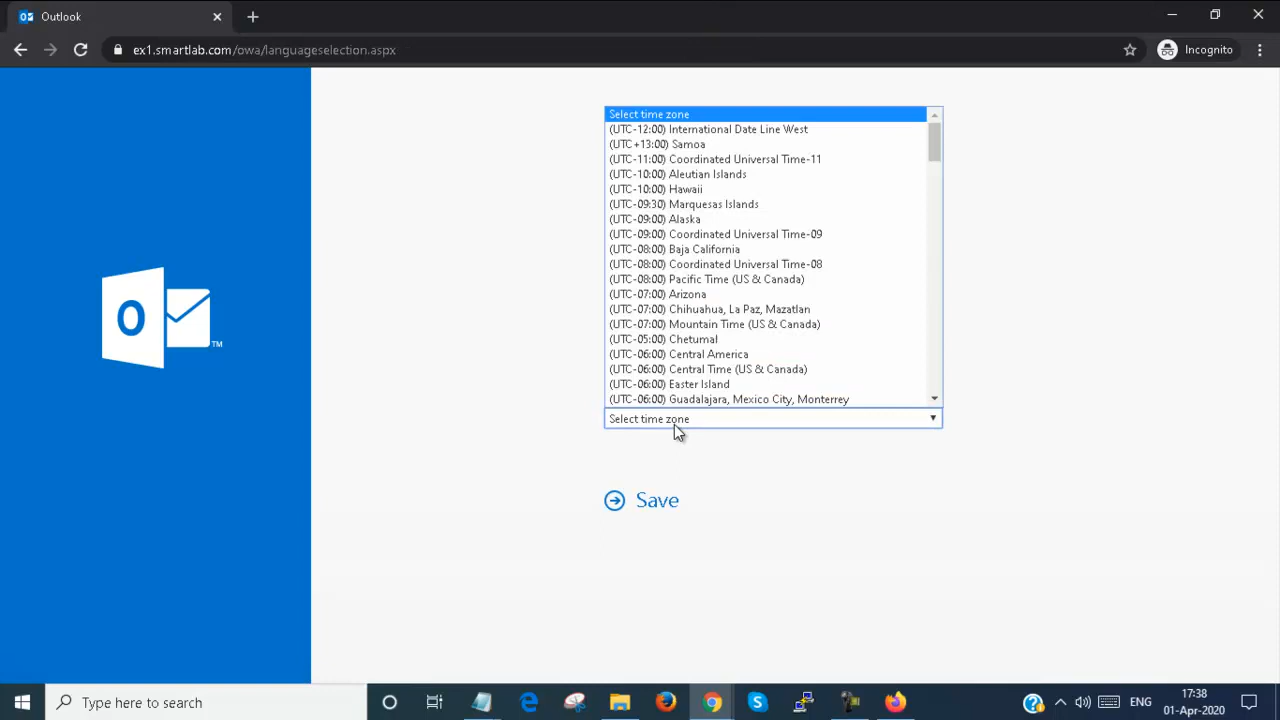 Outlook
ex1.smartlab.com/owa/languageselection.aspx
Incognito
Select time zone
(UTC-12:00) International Date Line West
(UTC+13:00) Samoa
(UTC-11:00) Coordinated Universal Time-11
(UTC-10:00) Aleutian Islands
(UTC-10:00) Hawaii
(UTC-09:30) Marquesas Islands
(UTC-09:00) Alaska
(UTC-09:00) Coordinated Universal Time-09
(UTC-08:00) Baja California
(UTC-08:00) Coordinated Universal Time-08
(UTC-08:00) Pacific Time (US & Canada)
(UTC-07:00) Arizona
(UTC-07:00) Chihuahua, La Paz, Mazatlan
(UTC-07:00) Mountain Time (US & Canada)
(UTC-05:00) Chetumal
(UTC-06:00) Central America
(UTC-06:00) Central Time (US & Canada)
(UTC-06:00) Easter Island
(UTC-06:00) Guadalajara, Mexico City, Monterrey
Select time zone
O
TM
Save
Type here to search
ENG
17:38
01-Apr-2020